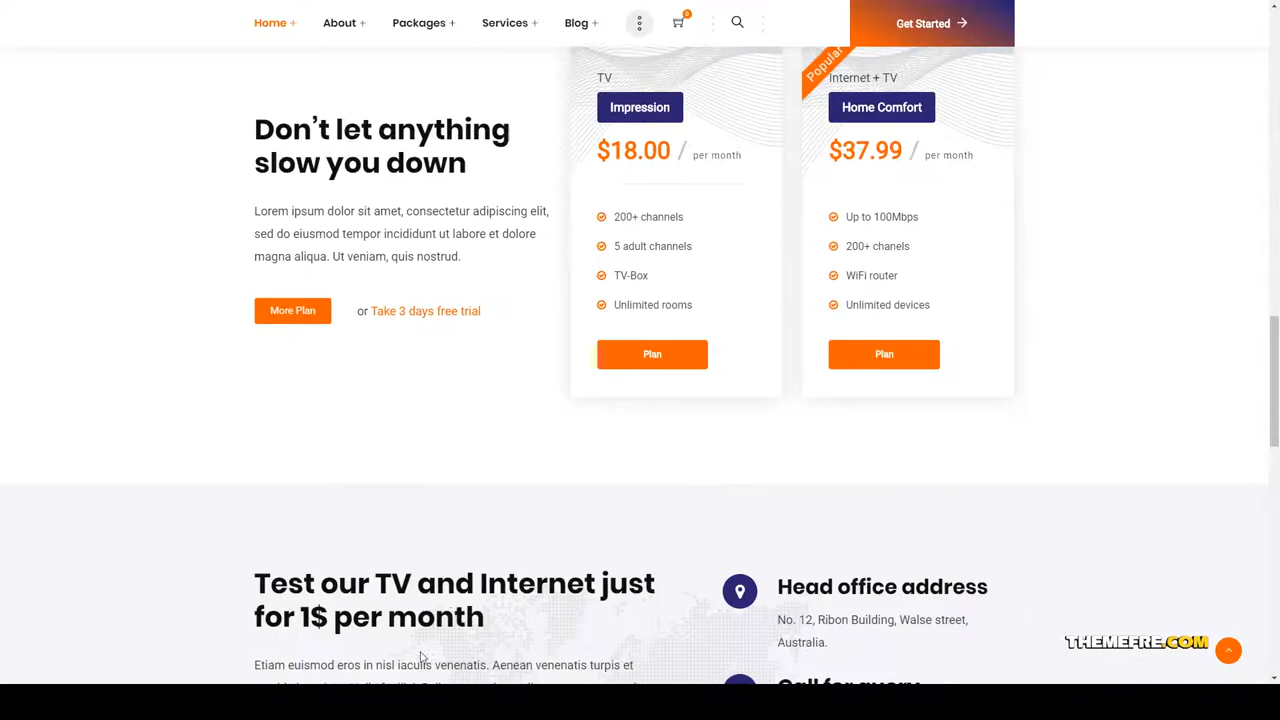 Home +
About +
Packages +
Services +
Blog +
0
Get Started
Don't let anything
slow you down
Lorem ipsum dolor sit amet, consectetur adipiscing elit,
sed do eiusmod tempor incididunt ut labore et dolore
magna aliqua. Ut veniam, quis nostrud.
More Plan
or Take 3 days free trial
TV
Impression
$18.00 / per month
200+ channels
5 adult channels
TV-Box
Unlimited rooms
Plan
Popular
Internet + TV
Home Comfort
$37.99 / per month
Up to 100Mbps
200+ chanels
WiFi router
Unlimited devices
Plan
Test our TV and Internet just
for 1$ per month
Etiam euismod eros in nisl iaculis venenatis. Aenean venenatis turpis et
Head office address
No. 12, Ribon Building, Walse street,
Australia.
Call for query
THEMEFRE.COM